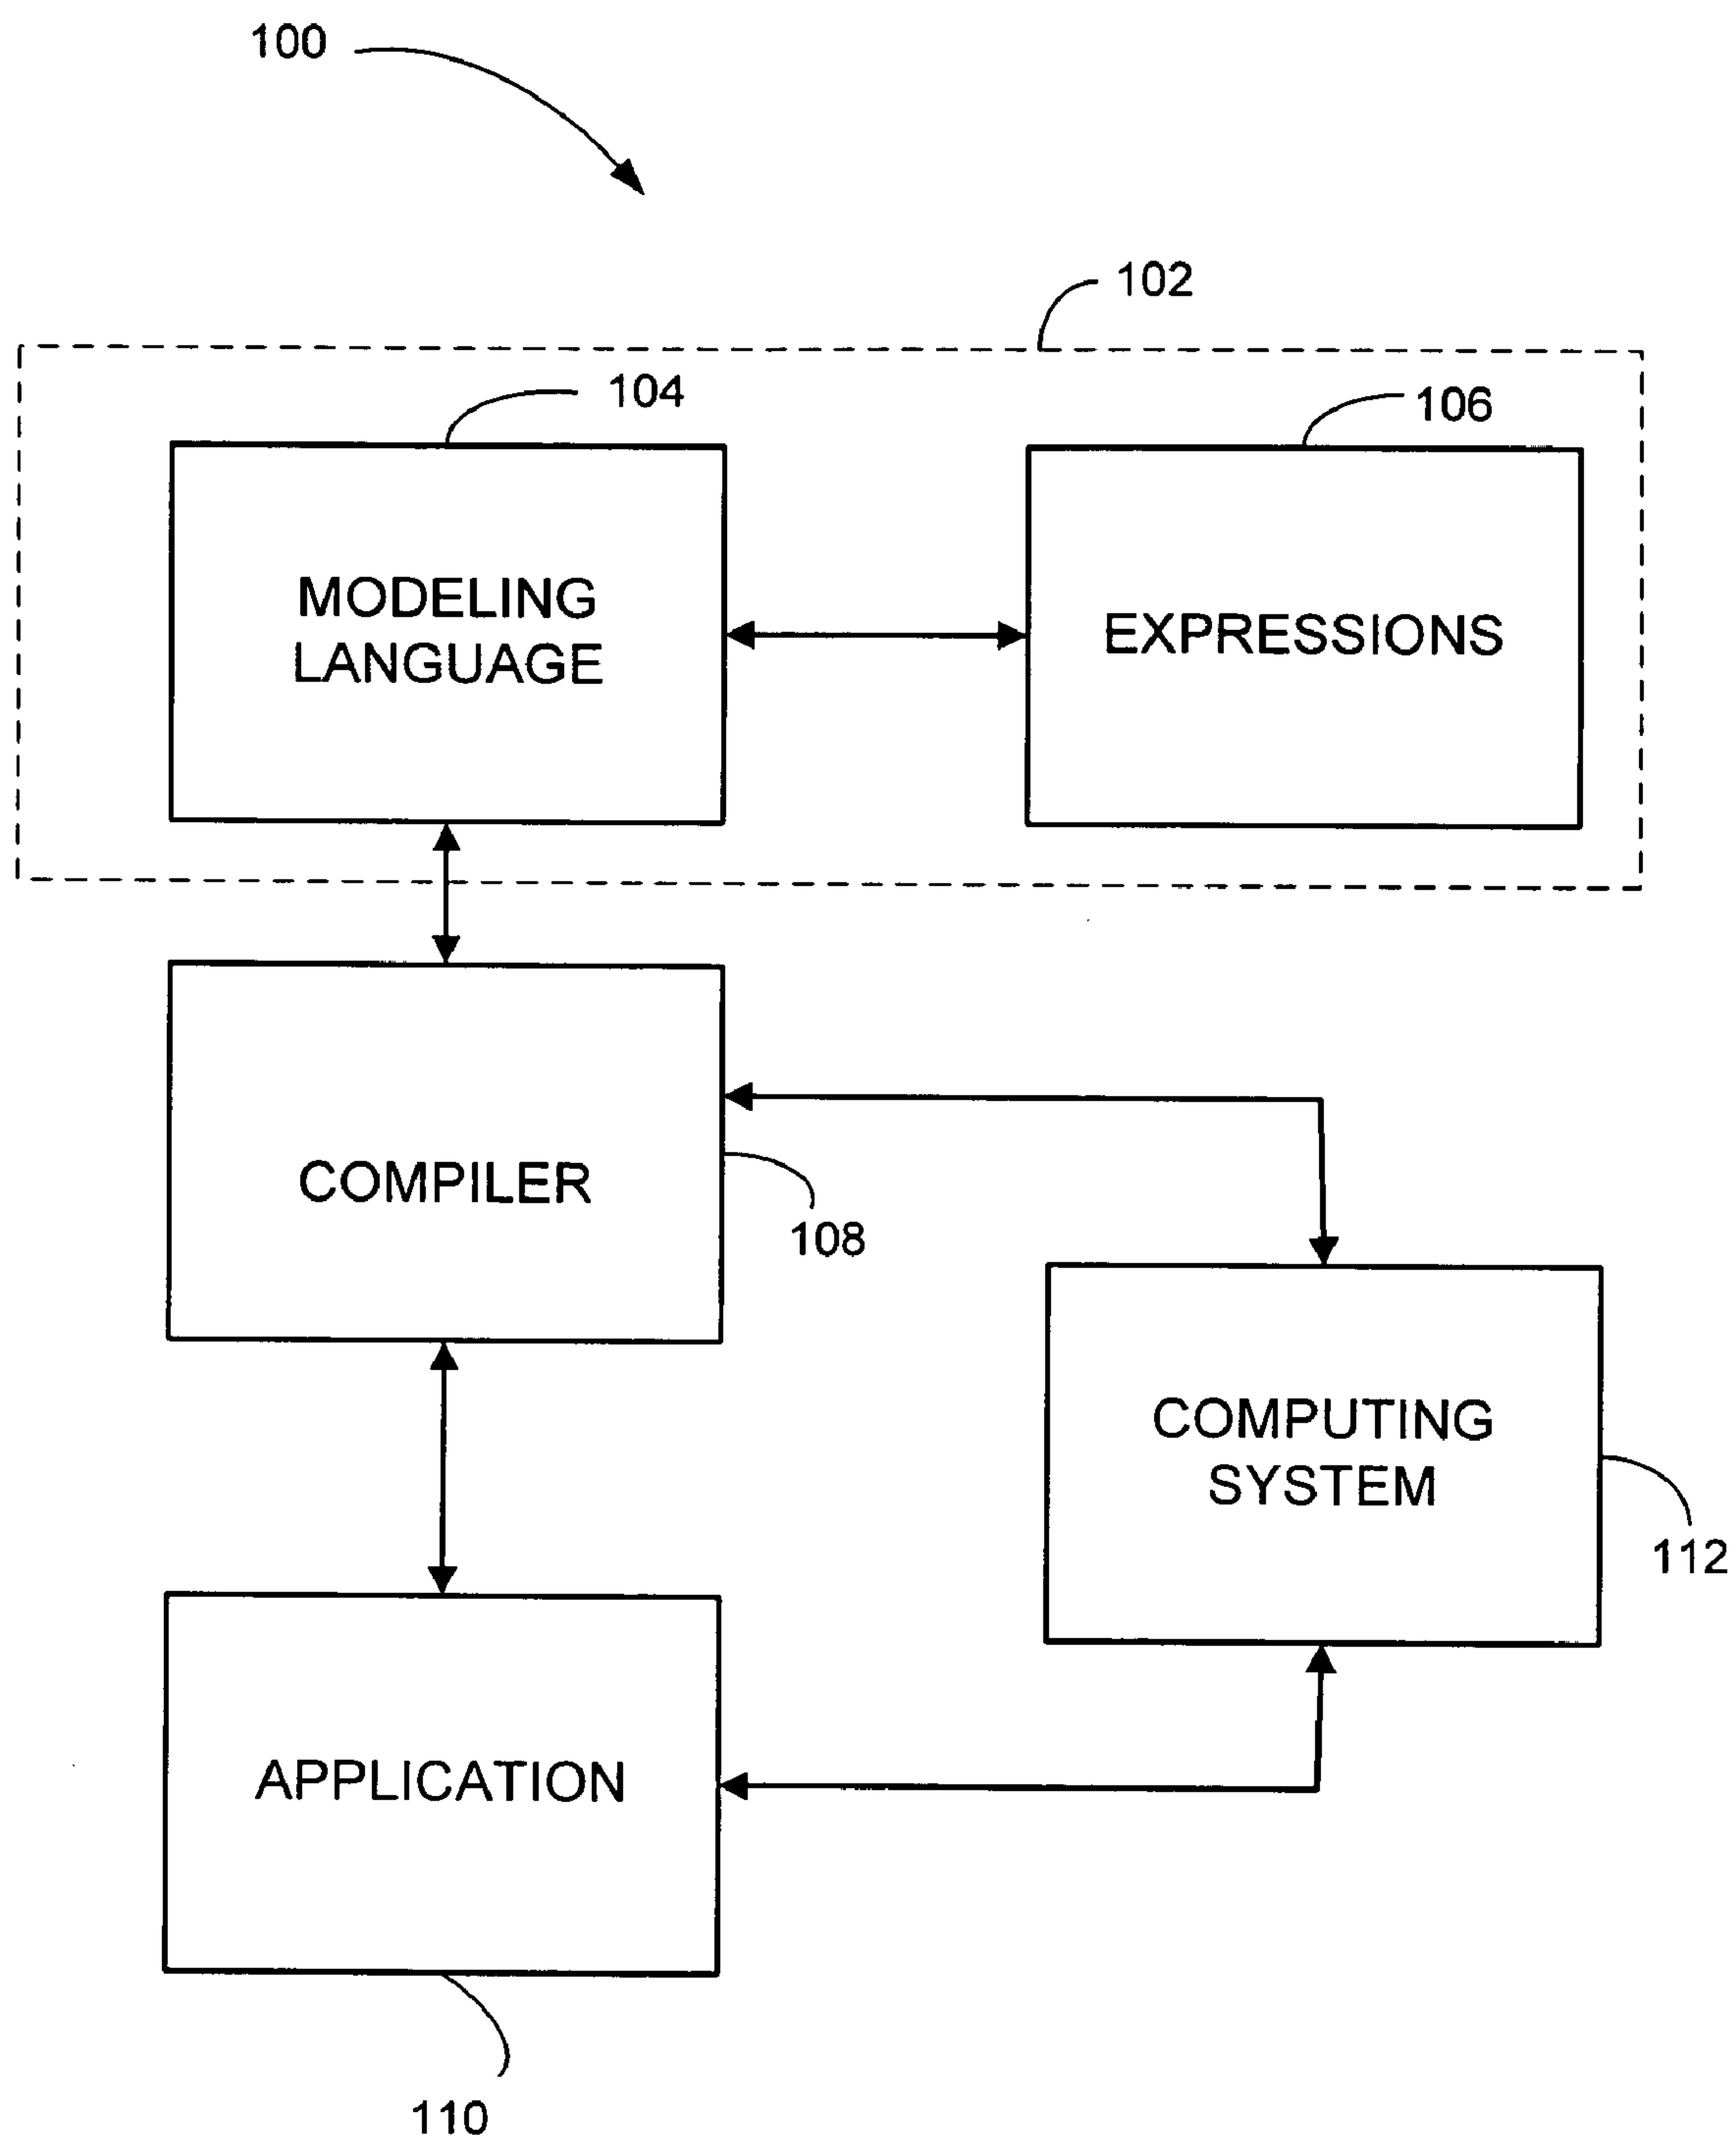 100
102
104
106
MODELING
LANGUAGE
EXPRESSIONS
COMPILER
108
COMPUTING
SYSTEM
112
APPLICATION
110